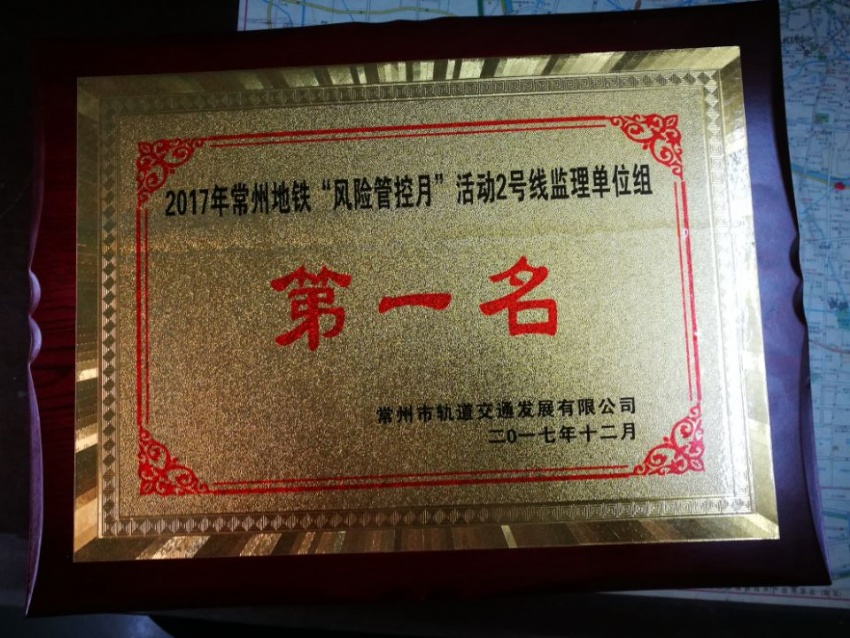 2017年常州地铁“风险管控月”活动2号线监理单位组
第一名
常州市轨道交通发展有限公司
二〇一七年十二月